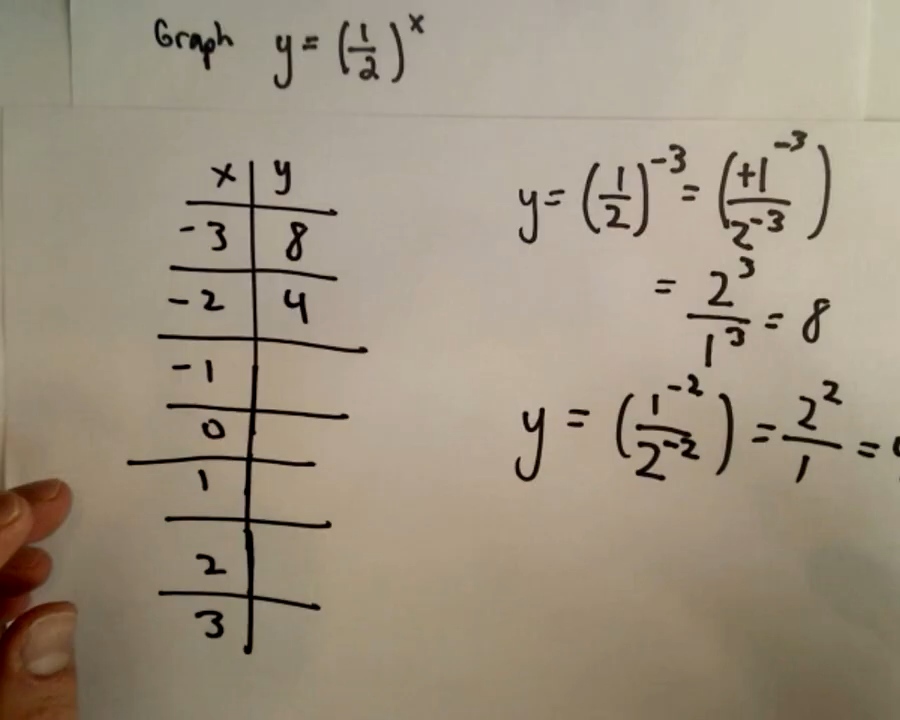 Graph y = (1/2)^x
x | y
-3 | 8
-2 | 4
-1 |
0 |
1 |
2 |
3 |
y = (1/2)^-3 = (+1^-3/2^-3)
= 2^3/1^3 = 8
y = (1^-2/2^-2) = 2^2/1 =